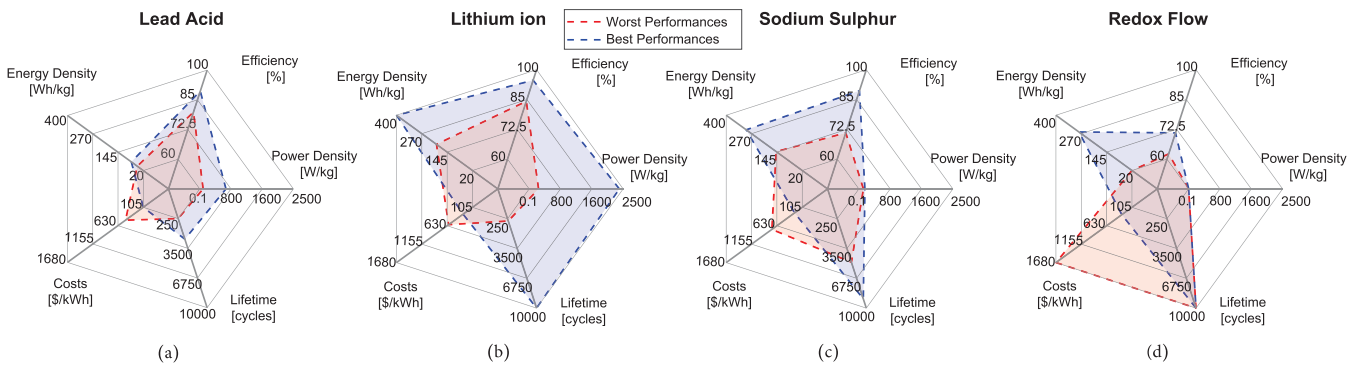 Lead Acid
Lithium ion
Worst Performances
Best Performances
Sodium Sulphur
Redox Flow
100
Efficiency
[%]
Energy Density
[Wh/kg]
85
400
270
72.5
145
60
Power Density
[W/kg]
20
0.1
800
1600
2500
105
630
250
1155
3500
1680
6750
Costs
[$/kWh]
Lifetime
[cycles]
10000
(a)
100
Efficiency
[%]
Energy Density
[Wh/kg]
85
400
270
72.5
145
60
Power Density
[W/kg]
20
0.1
800
1600
2500
105
630
250
1155
3500
1680
6750
Costs
[$/kWh]
Lifetime
[cycles]
10000
(b)
100
Efficiency
[%]
Energy Density
[Wh/kg]
85
400
270
72.5
145
60
Power Density
[W/kg]
20
0.1
800
1600
2500
105
630
250
1155
3500
1680
6750
Costs
[$/kWh]
Lifetime
[cycles]
10000
(c)
100
Efficiency
[%]
Energy Density
[Wh/kg]
85
400
270
72.5
145
60
Power Density
[W/kg]
20
0.1
800
1600
2500
105
630
250
1155
3500
1680
6750
Costs
[$/kWh]
Lifetime
[cycles]
10000
(d)